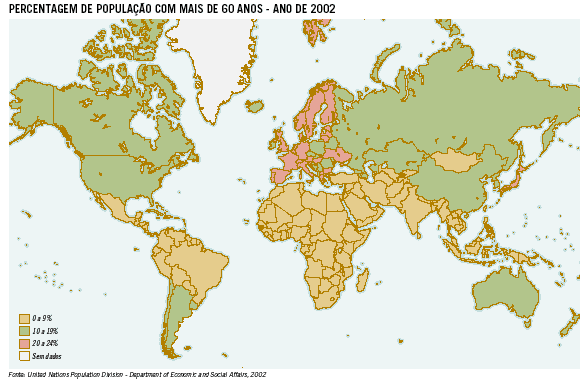 PERCENTAGEM DE POPULAÇÃO COM MAIS DE 60 ANOS - ANO DE 2002
0 a 9%
10 a 19%
20 a 24%
Sem dados
Fonte: United Nations Population Division - Department of Economic and Social Affairs, 2002